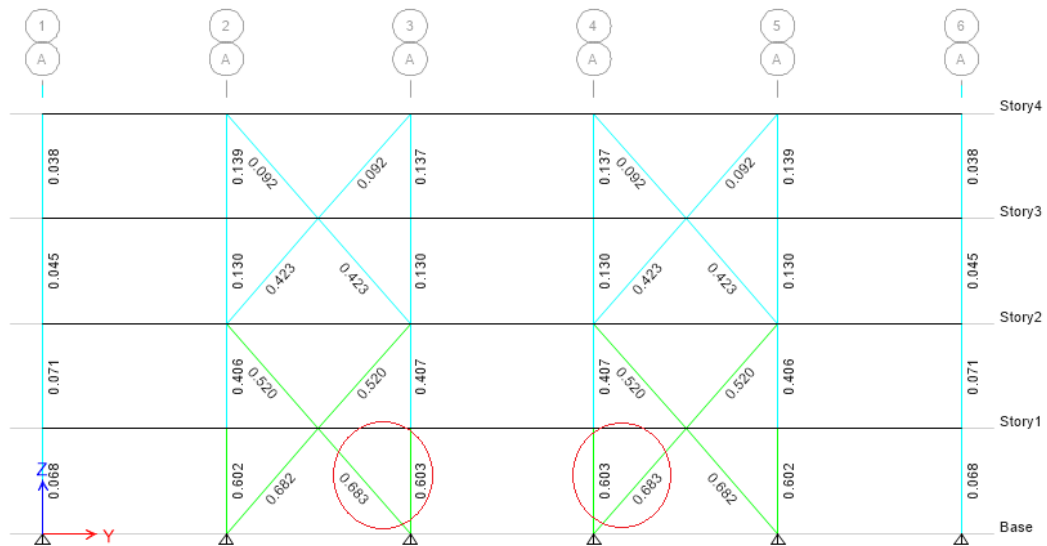 1 2 3 4 5 6
A A A A A A
Story4
0.038 0.139 0.092 0.092 0.137 0.137 0.092 0.092 0.139 0.038
Story3
0.045 0.130 0.423 0.423 0.130 0.130 0.423 0.423 0.130 0.045
Story2
0.071 0.406 0.520 0.520 0.407 0.407 0.520 0.520 0.406 0.071
Story1
0.068 0.602 0.682 0.683 0.603 0.603 0.683 0.682 0.602 0.068
Z
Y
Base